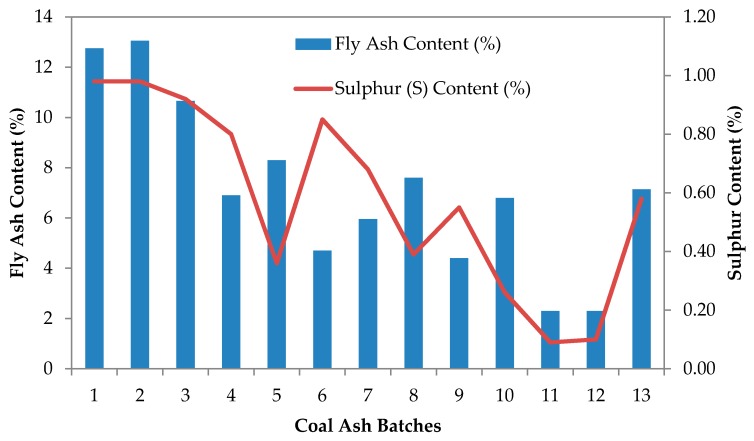 Fly Ash Content (%)
Sulphur (S) Content (%)
14
12
10
8
6
4
2
0
Fly Ash Content (%)
1.20
1.00
0.80
0.60
0.40
0.20
0.00
Sulphur Content (%)
1 2 3 4 5 6 7 8 9 10 11 12 13
Coal Ash Batches